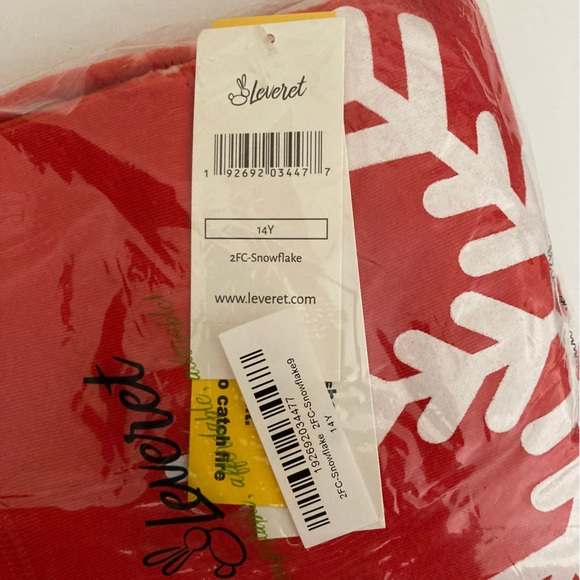 Leveret
1 92692 03447 7
14Y
2FC-Snowflake
www.leveret.com
192692034477
14Y
2FC-Snowflake 2FC-Snowflake9
o catch fire
Leveret